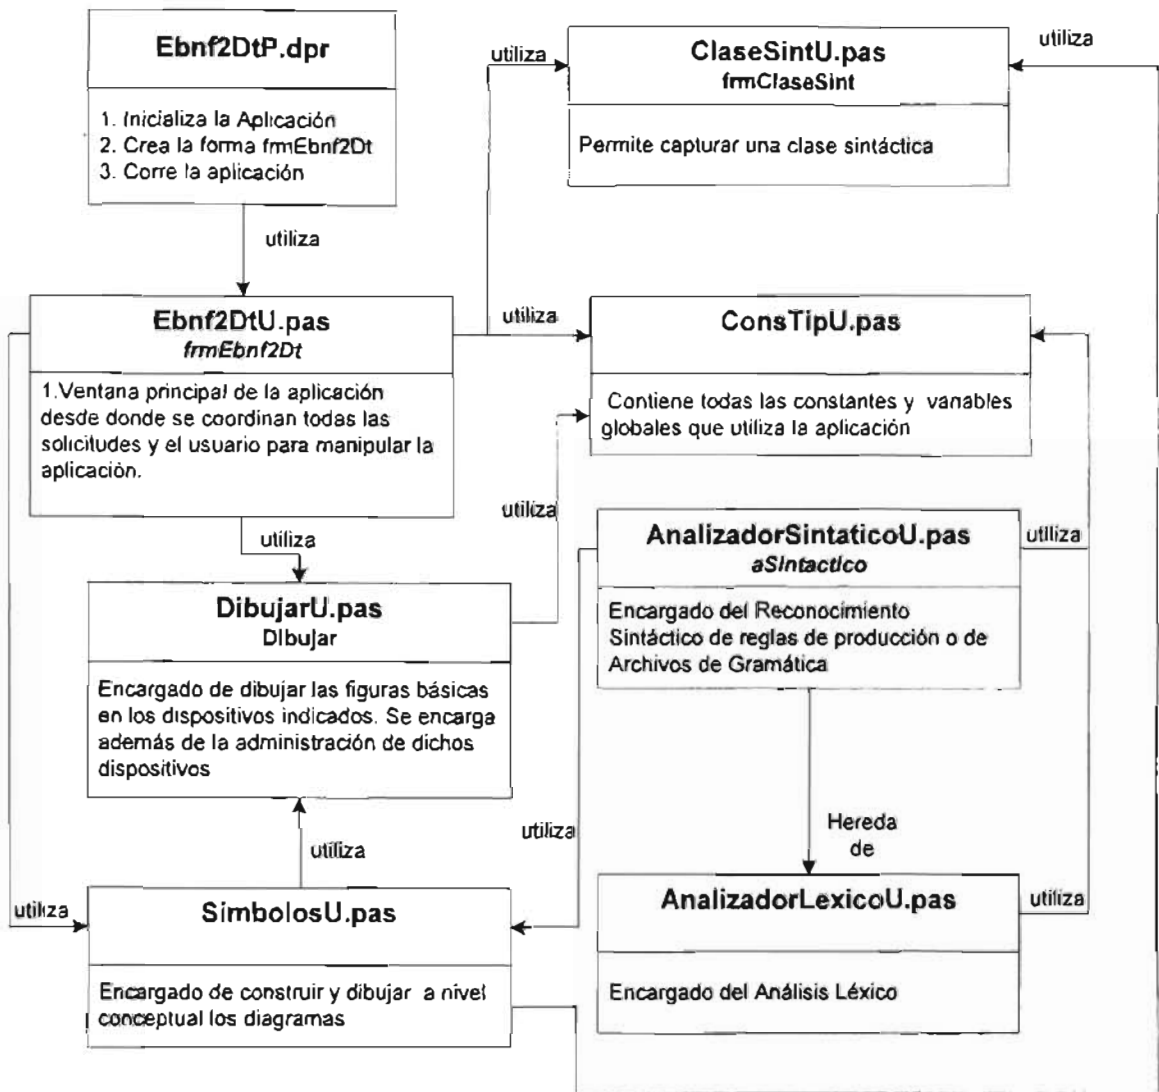 Ebnf2DtP.dpr
1. Inicializa la Aplicación
2. Crea la forma frmEbnf2Dt
3. Corre la aplicación
utiliza
ClaseSintU.pas
frmClaseSint
Permite capturar una clase sintáctica
utiliza
utiliza
Ebnf2DtU.pas
frmEbnf2Dt
1.Ventana principal de la aplicación
desde donde se coordinan todas las
solicitudes y el usuario para manipular la
aplicación.
utiliza
ConsTipU.pas
Contiene todas las constantes y variables
globales que utiliza la aplicación
utiliza
utiliza
DibujarU.pas
Dibujar
Encargado de dibujar las figuras básicas
en los dispositivos indicados. Se encarga
además de la administración de dichos
dispositivos
AnalizadorSintaticoU.pas
aSintactico
Encargado del Reconocimiento
Sintáctico de reglas de producción o de
Archivos de Gramática
utiliza
utiliza
utiliza
Hereda
de
utiliza
SímbolosU.pas
Encargado de construir y dibujar a nivel
conceptual los diagramas
AnalizadorLexicoU.pas
Encargado del Análisis Léxico
utiliza